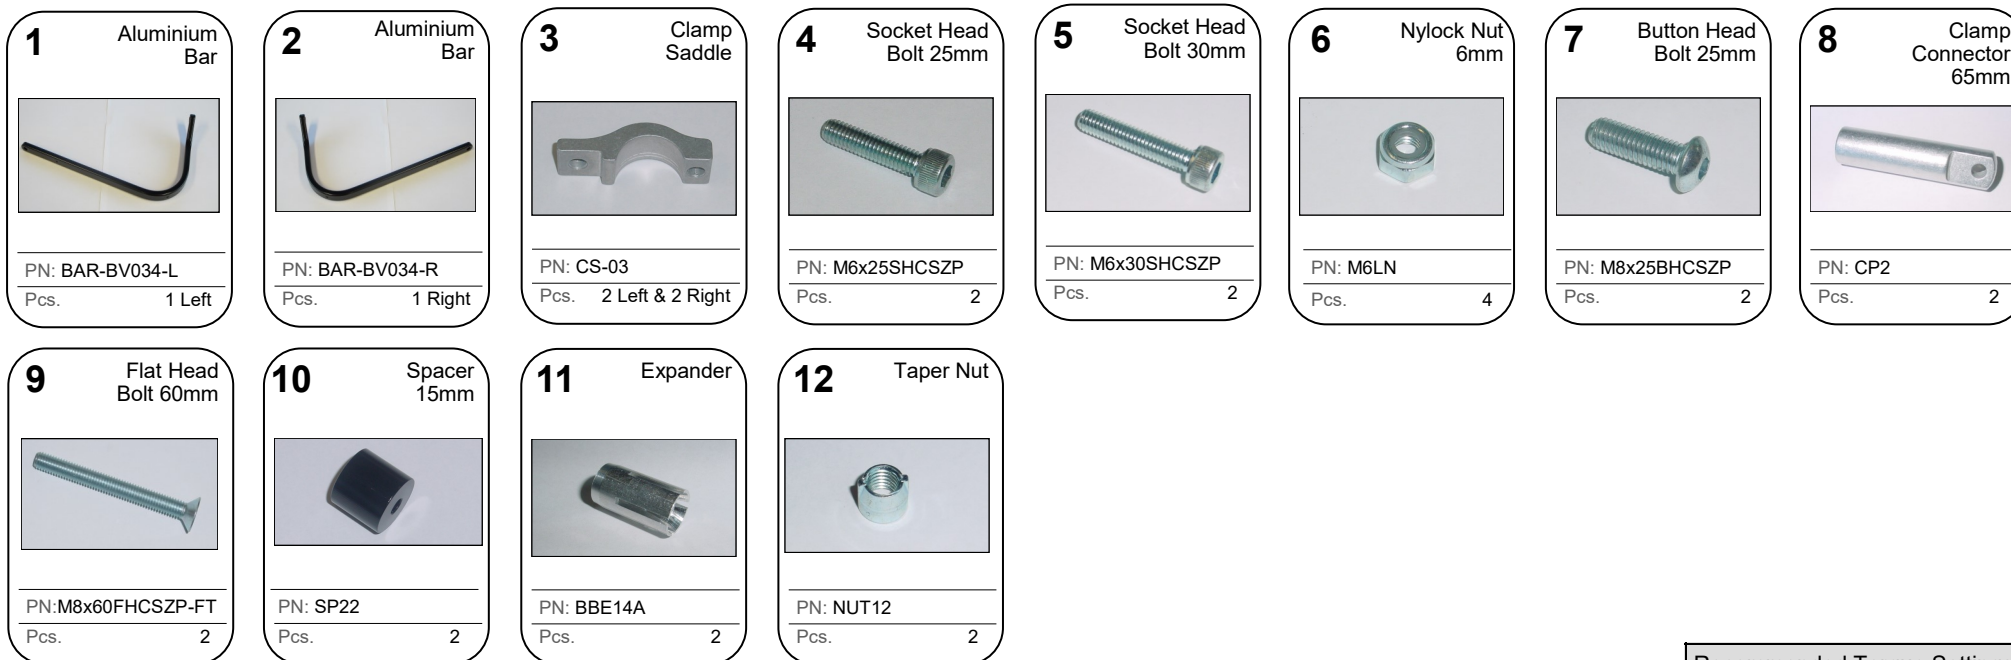 1
Aluminium
Bar
PN: BAR-BV034-L
Pcs. 1 Left
2
Aluminium
Bar
PN: BAR-BV034-R
Pcs. 1 Right
3
Clamp
Saddle
PN: CS-03
Pcs. 2 Left & 2 Right
4
Socket Head
Bolt 25mm
PN: M6x25SHCSZP
Pcs. 2
5
Socket Head
Bolt 30mm
PN: M6x30SHCSZP
Pcs. 2
6
Nylock Nut
6mm
PN: M6LN
Pcs. 4
7
Button Head
Bolt 25mm
PN: M8x25BHCSZP
Pcs. 2
8
Clamp
Connector
65mm
PN: CP2
Pcs. 2
9
Flat Head
Bolt 60mm
PN:M8x60FHCSZP-FT
Pcs. 2
10
Spacer
15mm
PN: SP22
Pcs. 2
11
Expander
PN: BBE14A
Pcs. 2
12
Taper Nut
PN: NUT12
Pcs. 2